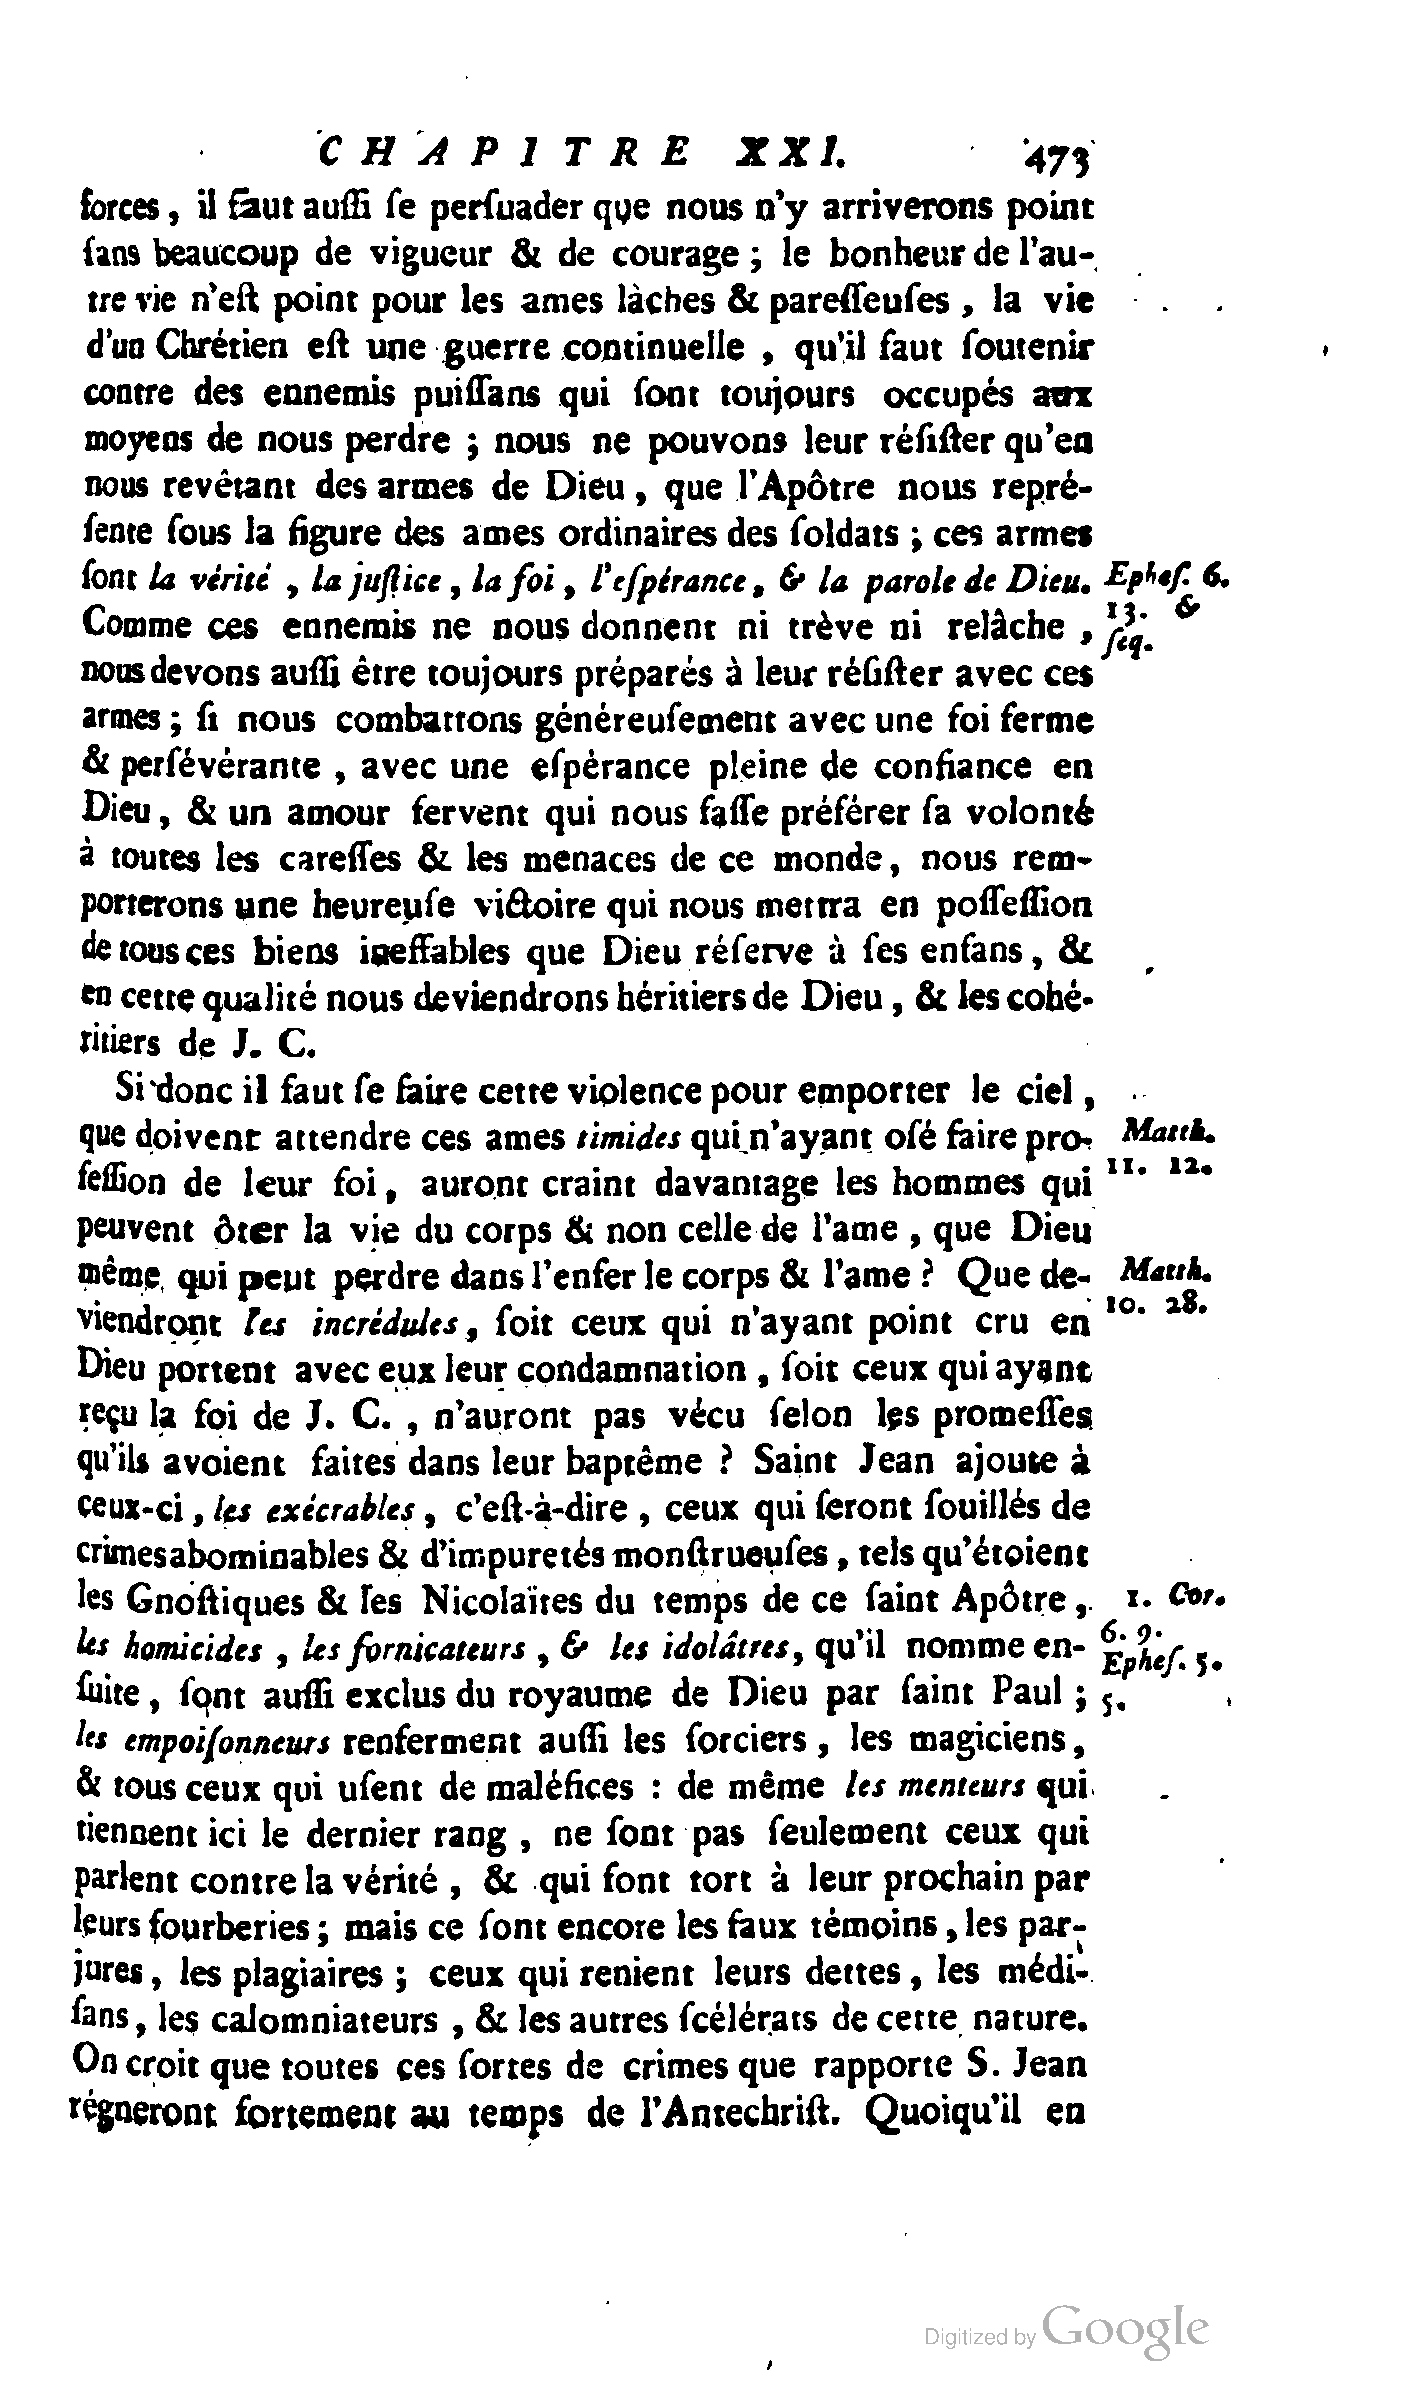 CHAPITRE XXI. 473
forces, il faut auſſi ſe perſuader que nous n'y arriverons point
ſans beaucoup de vigueur & de courage ; le bonheur de l'au-
tre vie n'eſt point pour les ames lâches & pareſſeuſes, la vie
d'un Chrétien eſt une guerre continuelle, qu'il faut ſoutenir
contre des ennemis puiſſans qui ſont toujours occupés aux
moyens de nous perdre ; nous ne pouvons leur réſiſter qu'en
nous revêtant des armes de Dieu, que l'Apôtre nous repré-
ſente ſous la figure des ames ordinaires des ſoldats ; ces armes
ſont la vérité, la juſtice, la foi, l'eſpérance, & la parole de Dieu.
Epheſ. 6.
13. &
ſeq.
Comme ces ennemis ne nous donnent ni trève ni relâche,
nous devons auſſi être toujours préparés à leur réſiſter avec ces
armes ; ſi nous combattons généreuſement avec une foi ferme
& perſévérante, avec une eſpérance pleine de confiance en
Dieu, & un amour fervent qui nous faſſe préférer ſa volonté
à toutes les careſſes & les menaces de ce monde, nous rem-
porterons une heureuſe victoire qui nous mettra en poſſeſſion
de tous ces biens ineffables que Dieu réſerve à ſes enfans, &
en cette qualité nous deviendrons héritiers de Dieu, & les cohé-
ritiers de J. C.
Si donc il faut ſe faire cette violence pour emporter le ciel,
que doivent attendre ces ames timides qui n'ayant oſé faire pro-
Matth.
11. 12.
feſſion de leur foi, auront craint davantage les hommes qui
peuvent ôter la vie du corps & non celle de l'ame, que Dieu
même qui peut perdre dans l'enfer le corps & l'ame ? Que de-
Matth.
10. 28.
viendront les incrédules, ſoit ceux qui n'ayant point cru en
Dieu portent avec eux leur condamnation, ſoit ceux qui ayant
reçu la foi de J. C., n'auront pas vécu ſelon les promeſſes
qu'ils avoient faites dans leur baptême ? Saint Jean ajoute à
ceux-ci, les exécrables, c'eſt-à-dire, ceux qui ſeront ſouillés de
crimes abominables & d'impuretés monſtrueuſes, tels qu'étoient
les Gnoſtiques & les Nicolaïtes du temps de ce ſaint Apôtre,
1. Cor.
6. 9.
Epheſ. 5.
5.
les homicides, les fornicateurs, & les idolâtres, qu'il nomme en-
ſuite, ſont auſſi exclus du royaume de Dieu par ſaint Paul ;
les empoiſonneurs renferment auſſi les ſorciers, les magiciens,
& tous ceux qui uſent de maléfices : de même les menteurs qui
tiennent ici le dernier rang, ne ſont pas ſeulement ceux qui
parlent contre la vérité, & qui font tort à leur prochain par
leurs fourberies ; mais ce ſont encore les faux témoins, les par-
jures, les plagiaires ; ceux qui renient leurs dettes, les médi-
ſans, les calomniateurs, & les autres ſcélérats de cette nature.
On croit que toutes ces ſortes de crimes que rapporte S. Jean
régneront fortement au temps de l'Antechriſt. Quoiqu'il en
Digitized by Google